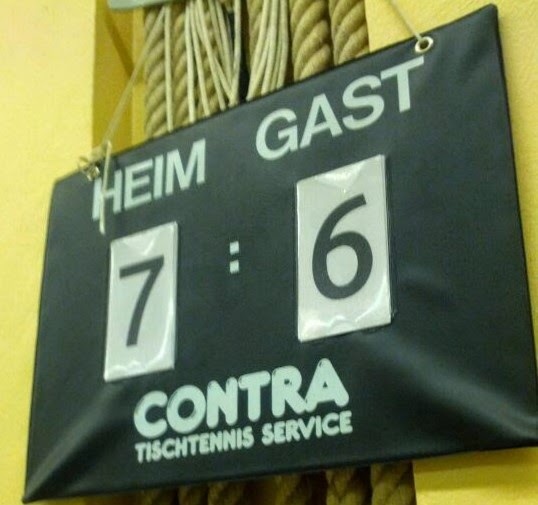 HEIM GAST
7 : 6
CONTRA
TISCHTENNIS SERVICE